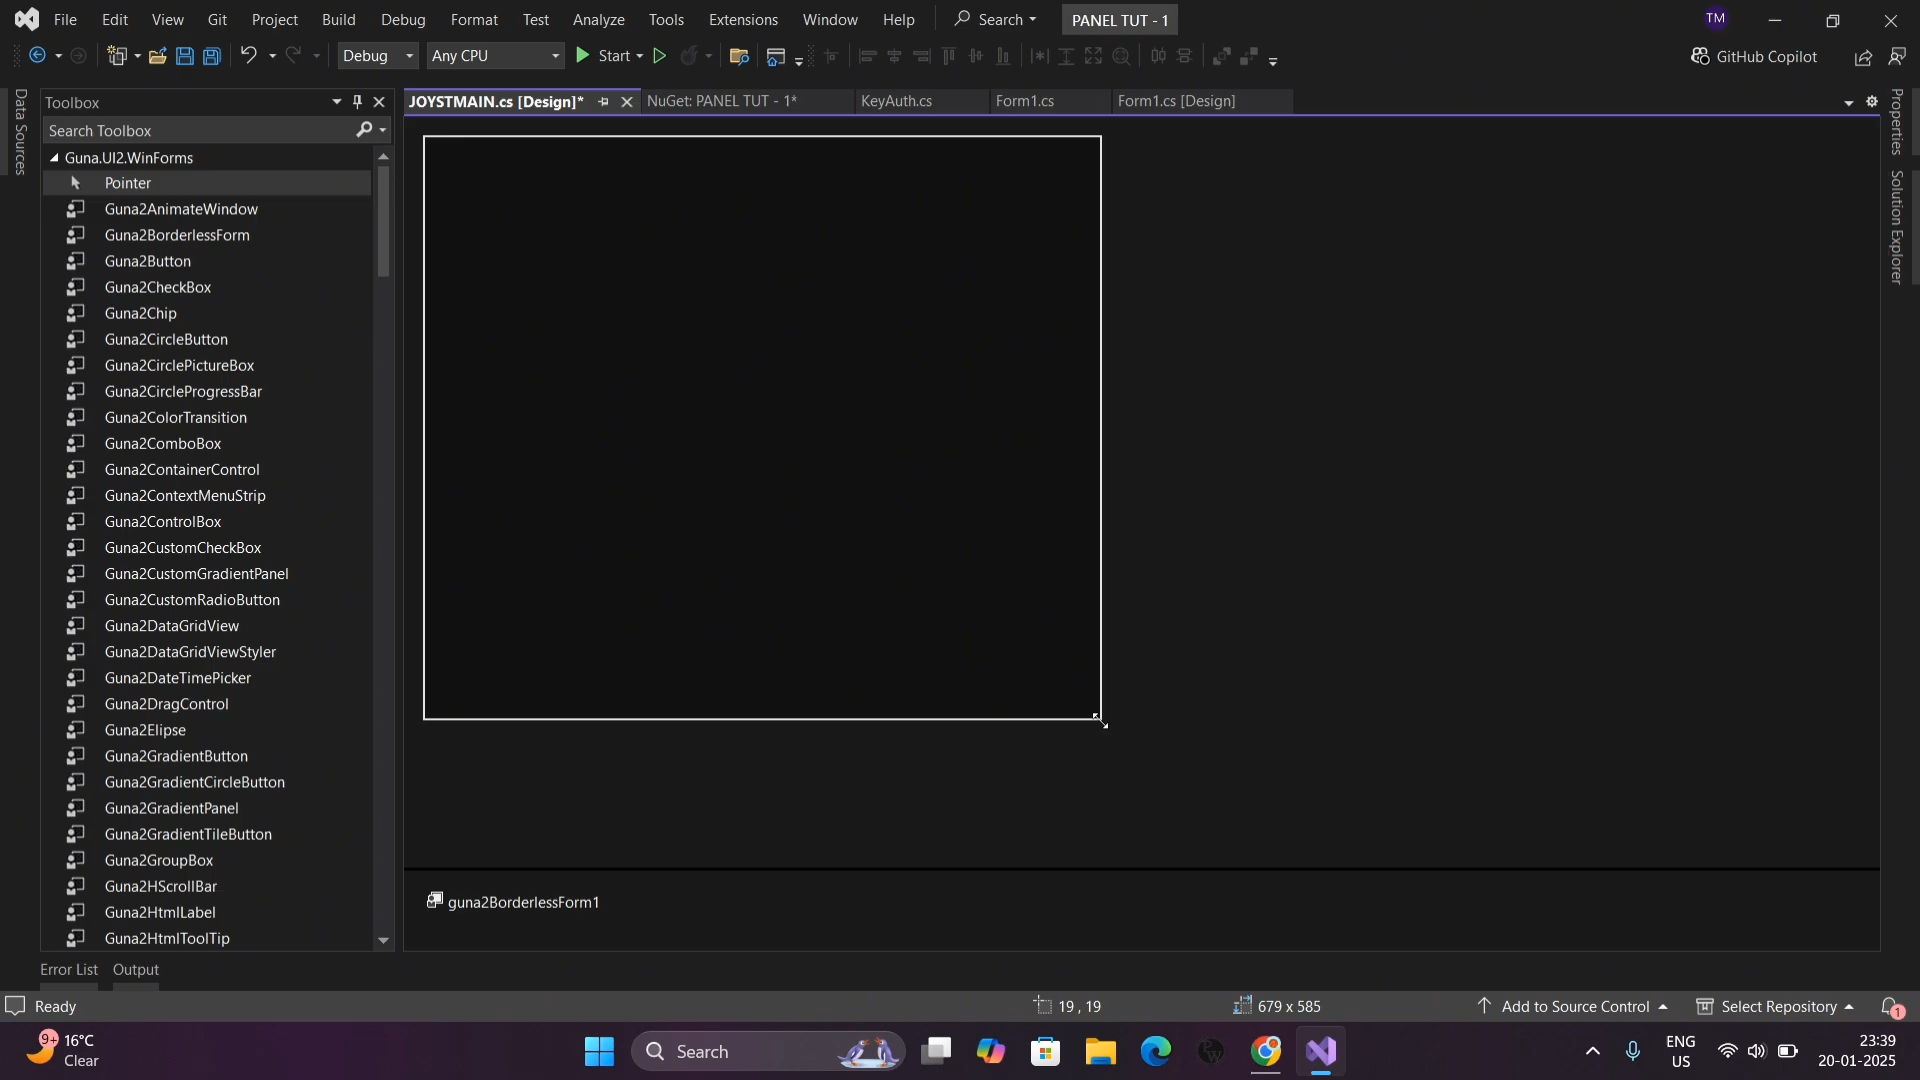 File Edit View Git Project Build Debug Format Test Analyze Tools Extensions Window Help Search PANEL TUT - 1 TM
Debug Any CPU Start GitHub Copilot
Data Sources
Toolbox
Search Toolbox
Guna.UI2.WinForms
Pointer
Guna2AnimateWindow
Guna2BorderlessForm
Guna2Button
Guna2CheckBox
Guna2Chip
Guna2CircleButton
Guna2CirclePictureBox
Guna2CircleProgressBar
Guna2ColorTransition
Guna2ComboBox
Guna2ContainerControl
Guna2ContextMenuStrip
Guna2ControlBox
Guna2CustomCheckBox
Guna2CustomGradientPanel
Guna2CustomRadioButton
Guna2DataGridView
Guna2DataGridViewStyler
Guna2DateTimePicker
Guna2DragControl
Guna2Elipse
Guna2GradientButton
Guna2GradientCircleButton
Guna2GradientPanel
Guna2GradientTileButton
Guna2GroupBox
Guna2HScrollBar
Guna2HtmlLabel
Guna2HtmlToolTip
JOYSTMAIN.cs [Design]* NuGet: PANEL TUT - 1* KeyAuth.cs Form1.cs Form1.cs [Design]
guna2BorderlessForm1
Properties
Solution Explorer
Error List Output
Ready 19 , 19 679 x 585 Add to Source Control Select Repository 1
9+ 16°C
Clear
Search
ENG
US
23:39
20-01-2025